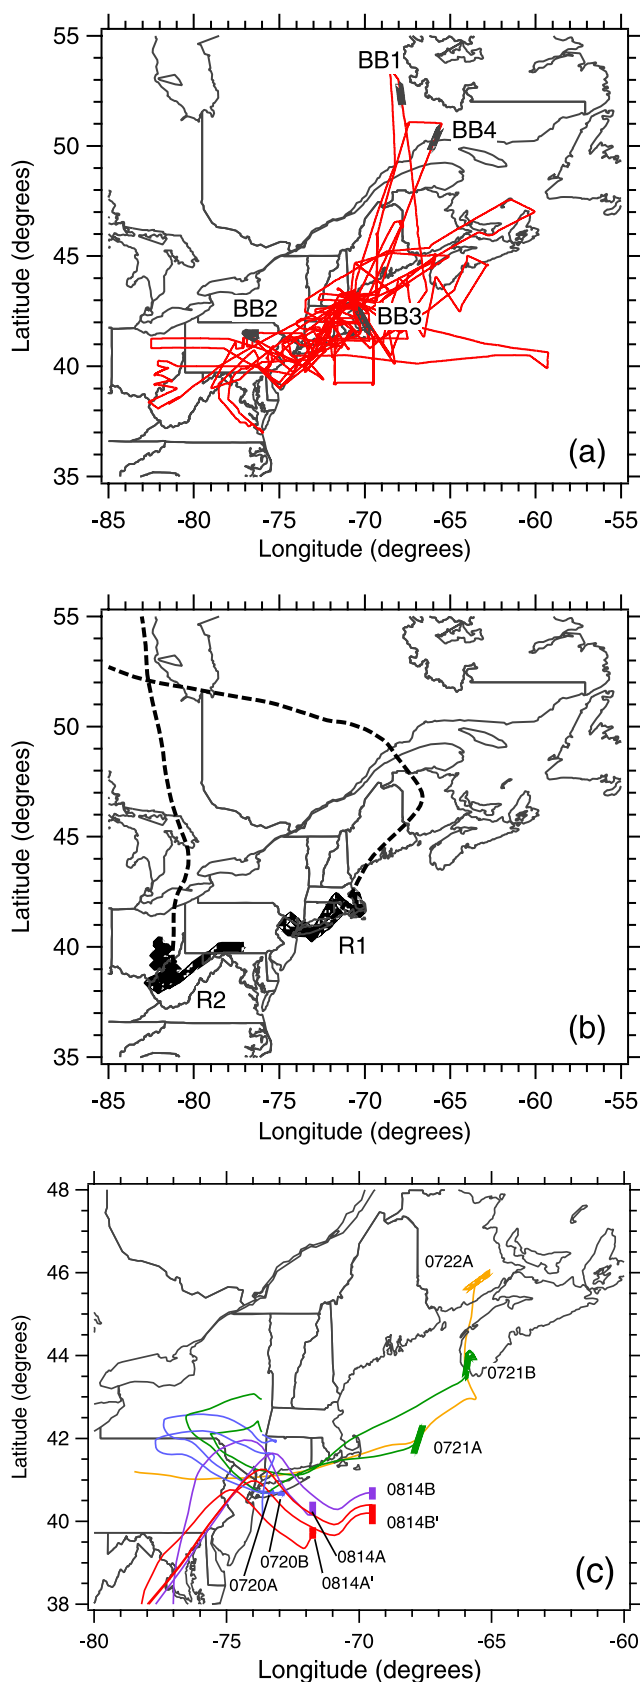 55
50
45
40
35
Latitude (degrees)
BB1
BB4
BB2
BB3
(a)
-85 -80 -75 -70 -65 -60 -55
Longitude (degrees)
55
50
45
40
35
Latitude (degrees)
R1
R2
(b)
-85 -80 -75 -70 -65 -60 -55
Longitude (degrees)
48
46
44
42
40
38
Latitude (degrees)
0722A
0721B
0721A
0814B
0814B'
0814A
0720B
0814A'
0720A
(c)
-80 -75 -70 -65 -60
Longitude (degrees)